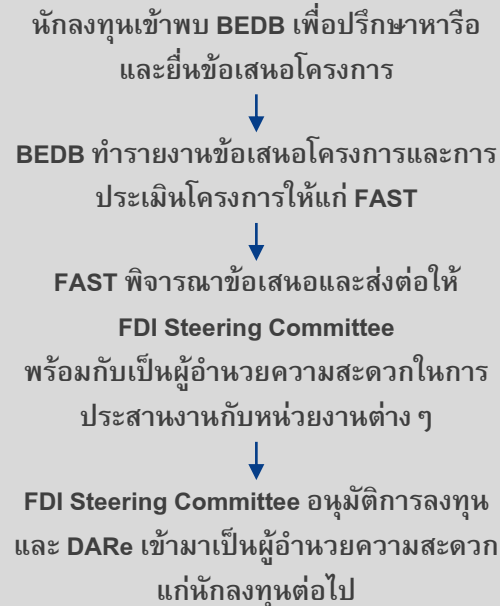 นักลงทุนเข้าพบ BEDB เพื่อปรึกษาหารือ
และยื่นข้อเสนอโครงการ
BEDB ทำรายงานข้อเสนอโครงการและการ
ประเมินโครงการให้แก่ FAST
FAST พิจารณาข้อเสนอและส่งต่อให้
FDI Steering Committee
พร้อมกับเป็นผู้อำนวยความสะดวกในการ
ประสานงานกับหน่วยงานต่าง ๆ
FDI Steering Committee อนุมัติการลงทุน
และ DARe เข้ามาเป็นผู้อำนวยความสะดวก
แก่นักลงทุนต่อไป